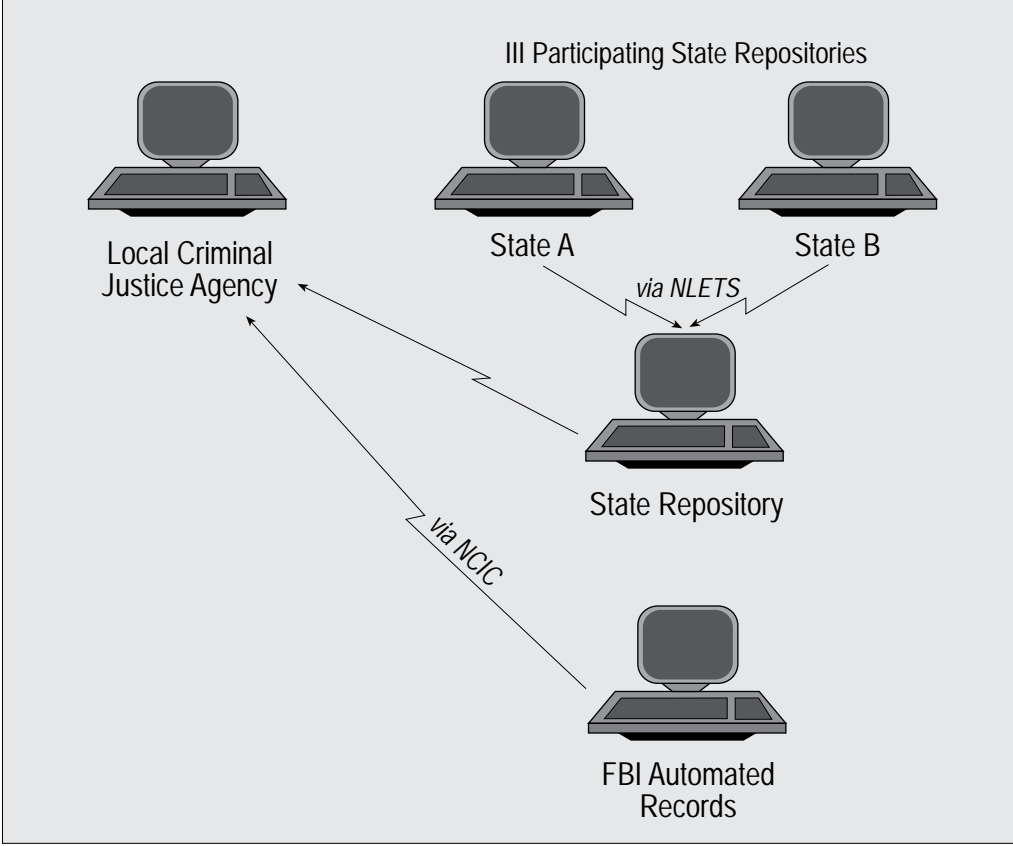 III Participating State Repositories
Local Criminal
Justice Agency
State A
State B
via NLETS
State Repository
via NCIC
FBI Automated
Records